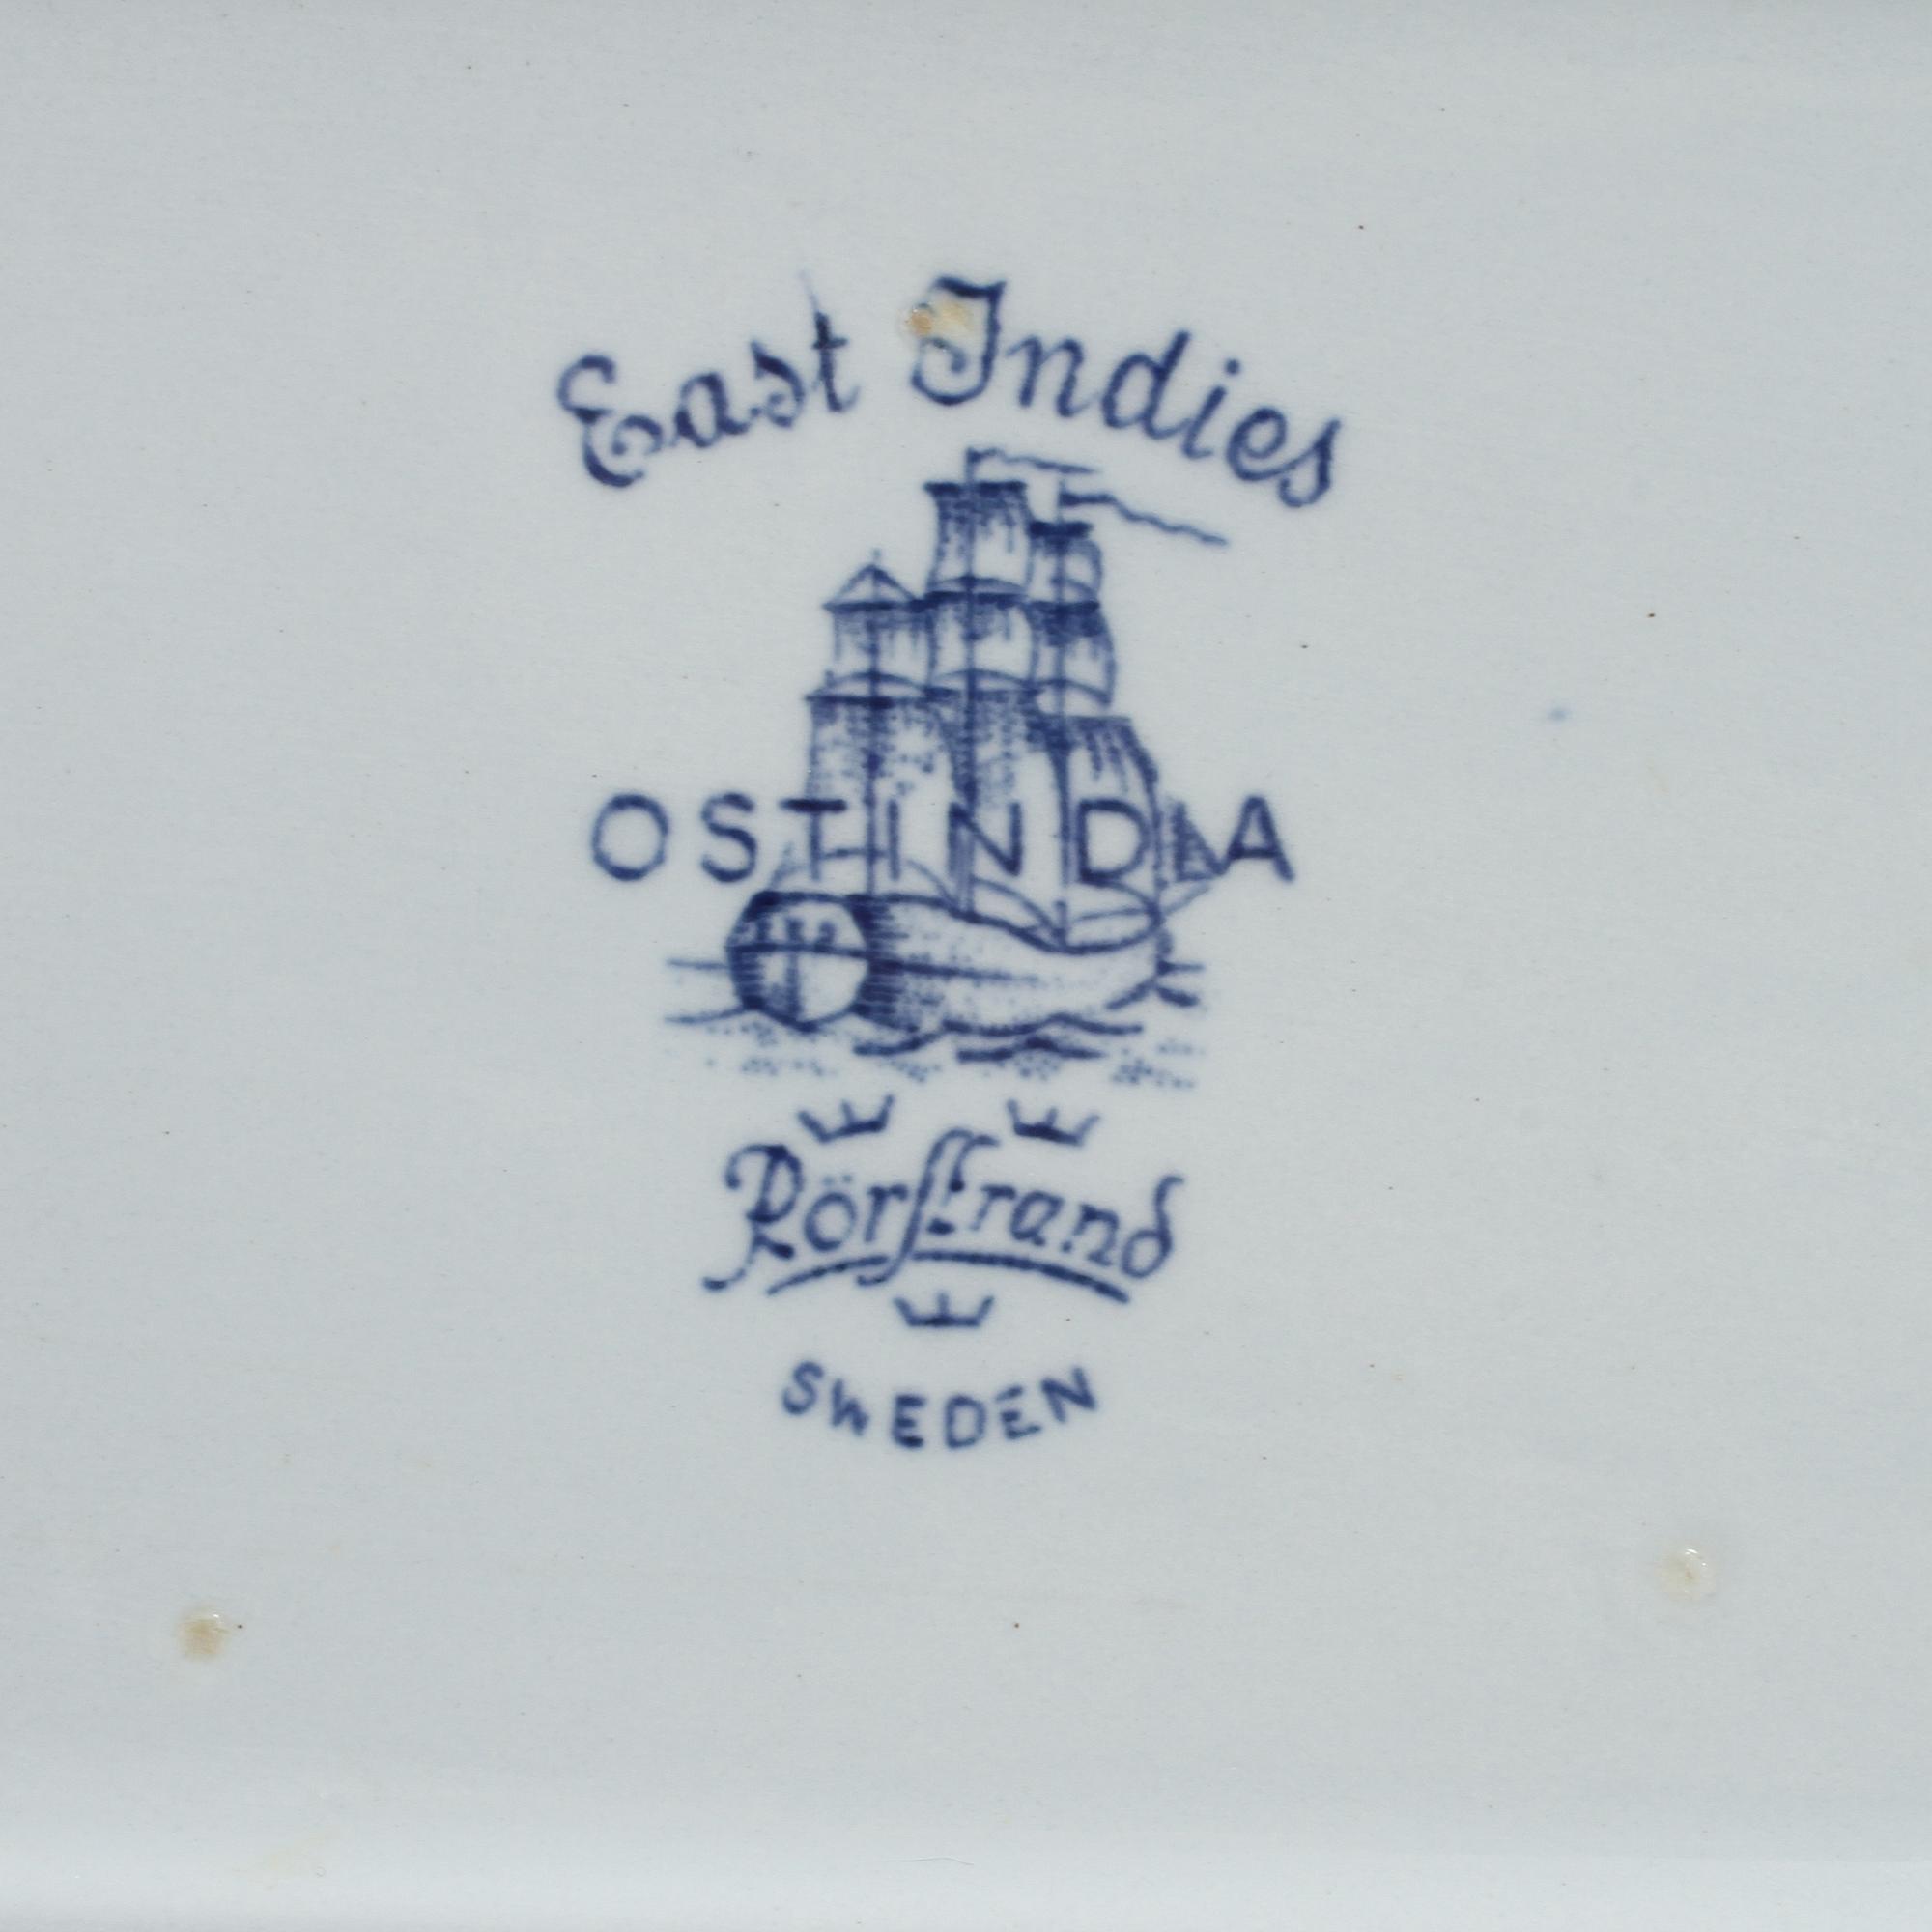 East Indies
OSTINDIA
Rörstrand
SWEDEN